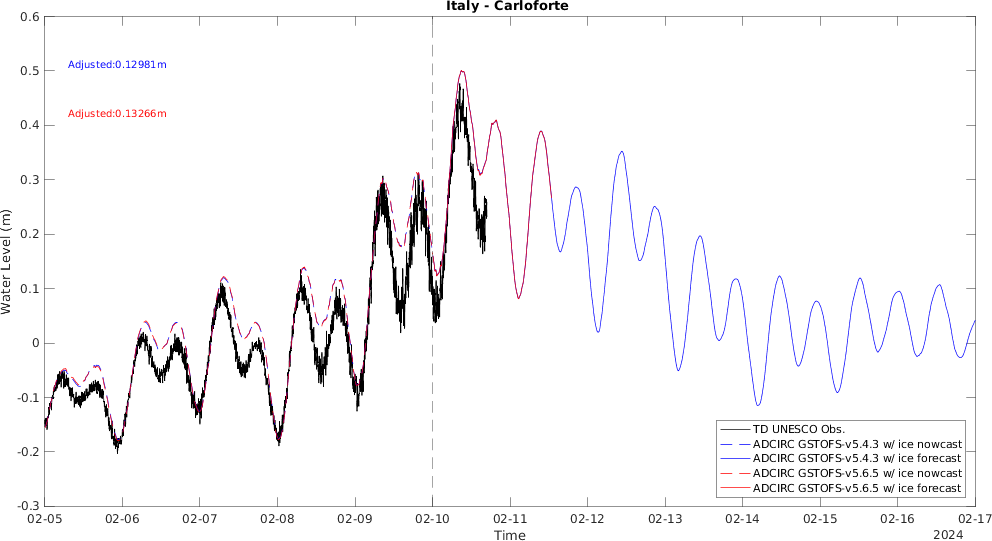 Italy - Carloforte
Adjusted:0.12981m
Adjusted:0.13266m
Water Level (m)
0.6
0.5
0.4
0.3
0.2
0.1
0
-0.1
-0.2
-0.3
02-05 02-06 02-07 02-08 02-09 02-10 02-11 02-12 02-13 02-14 02-15 02-16 02-17
Time
2024
TD UNESCO Obs.
ADCIRC GSTOFS-v5.4.3 w/ ice nowcast
ADCIRC GSTOFS-v5.4.3 w/ ice forecast
ADCIRC GSTOFS-v5.6.5 w/ ice nowcast
ADCIRC GSTOFS-v5.6.5 w/ ice forecast